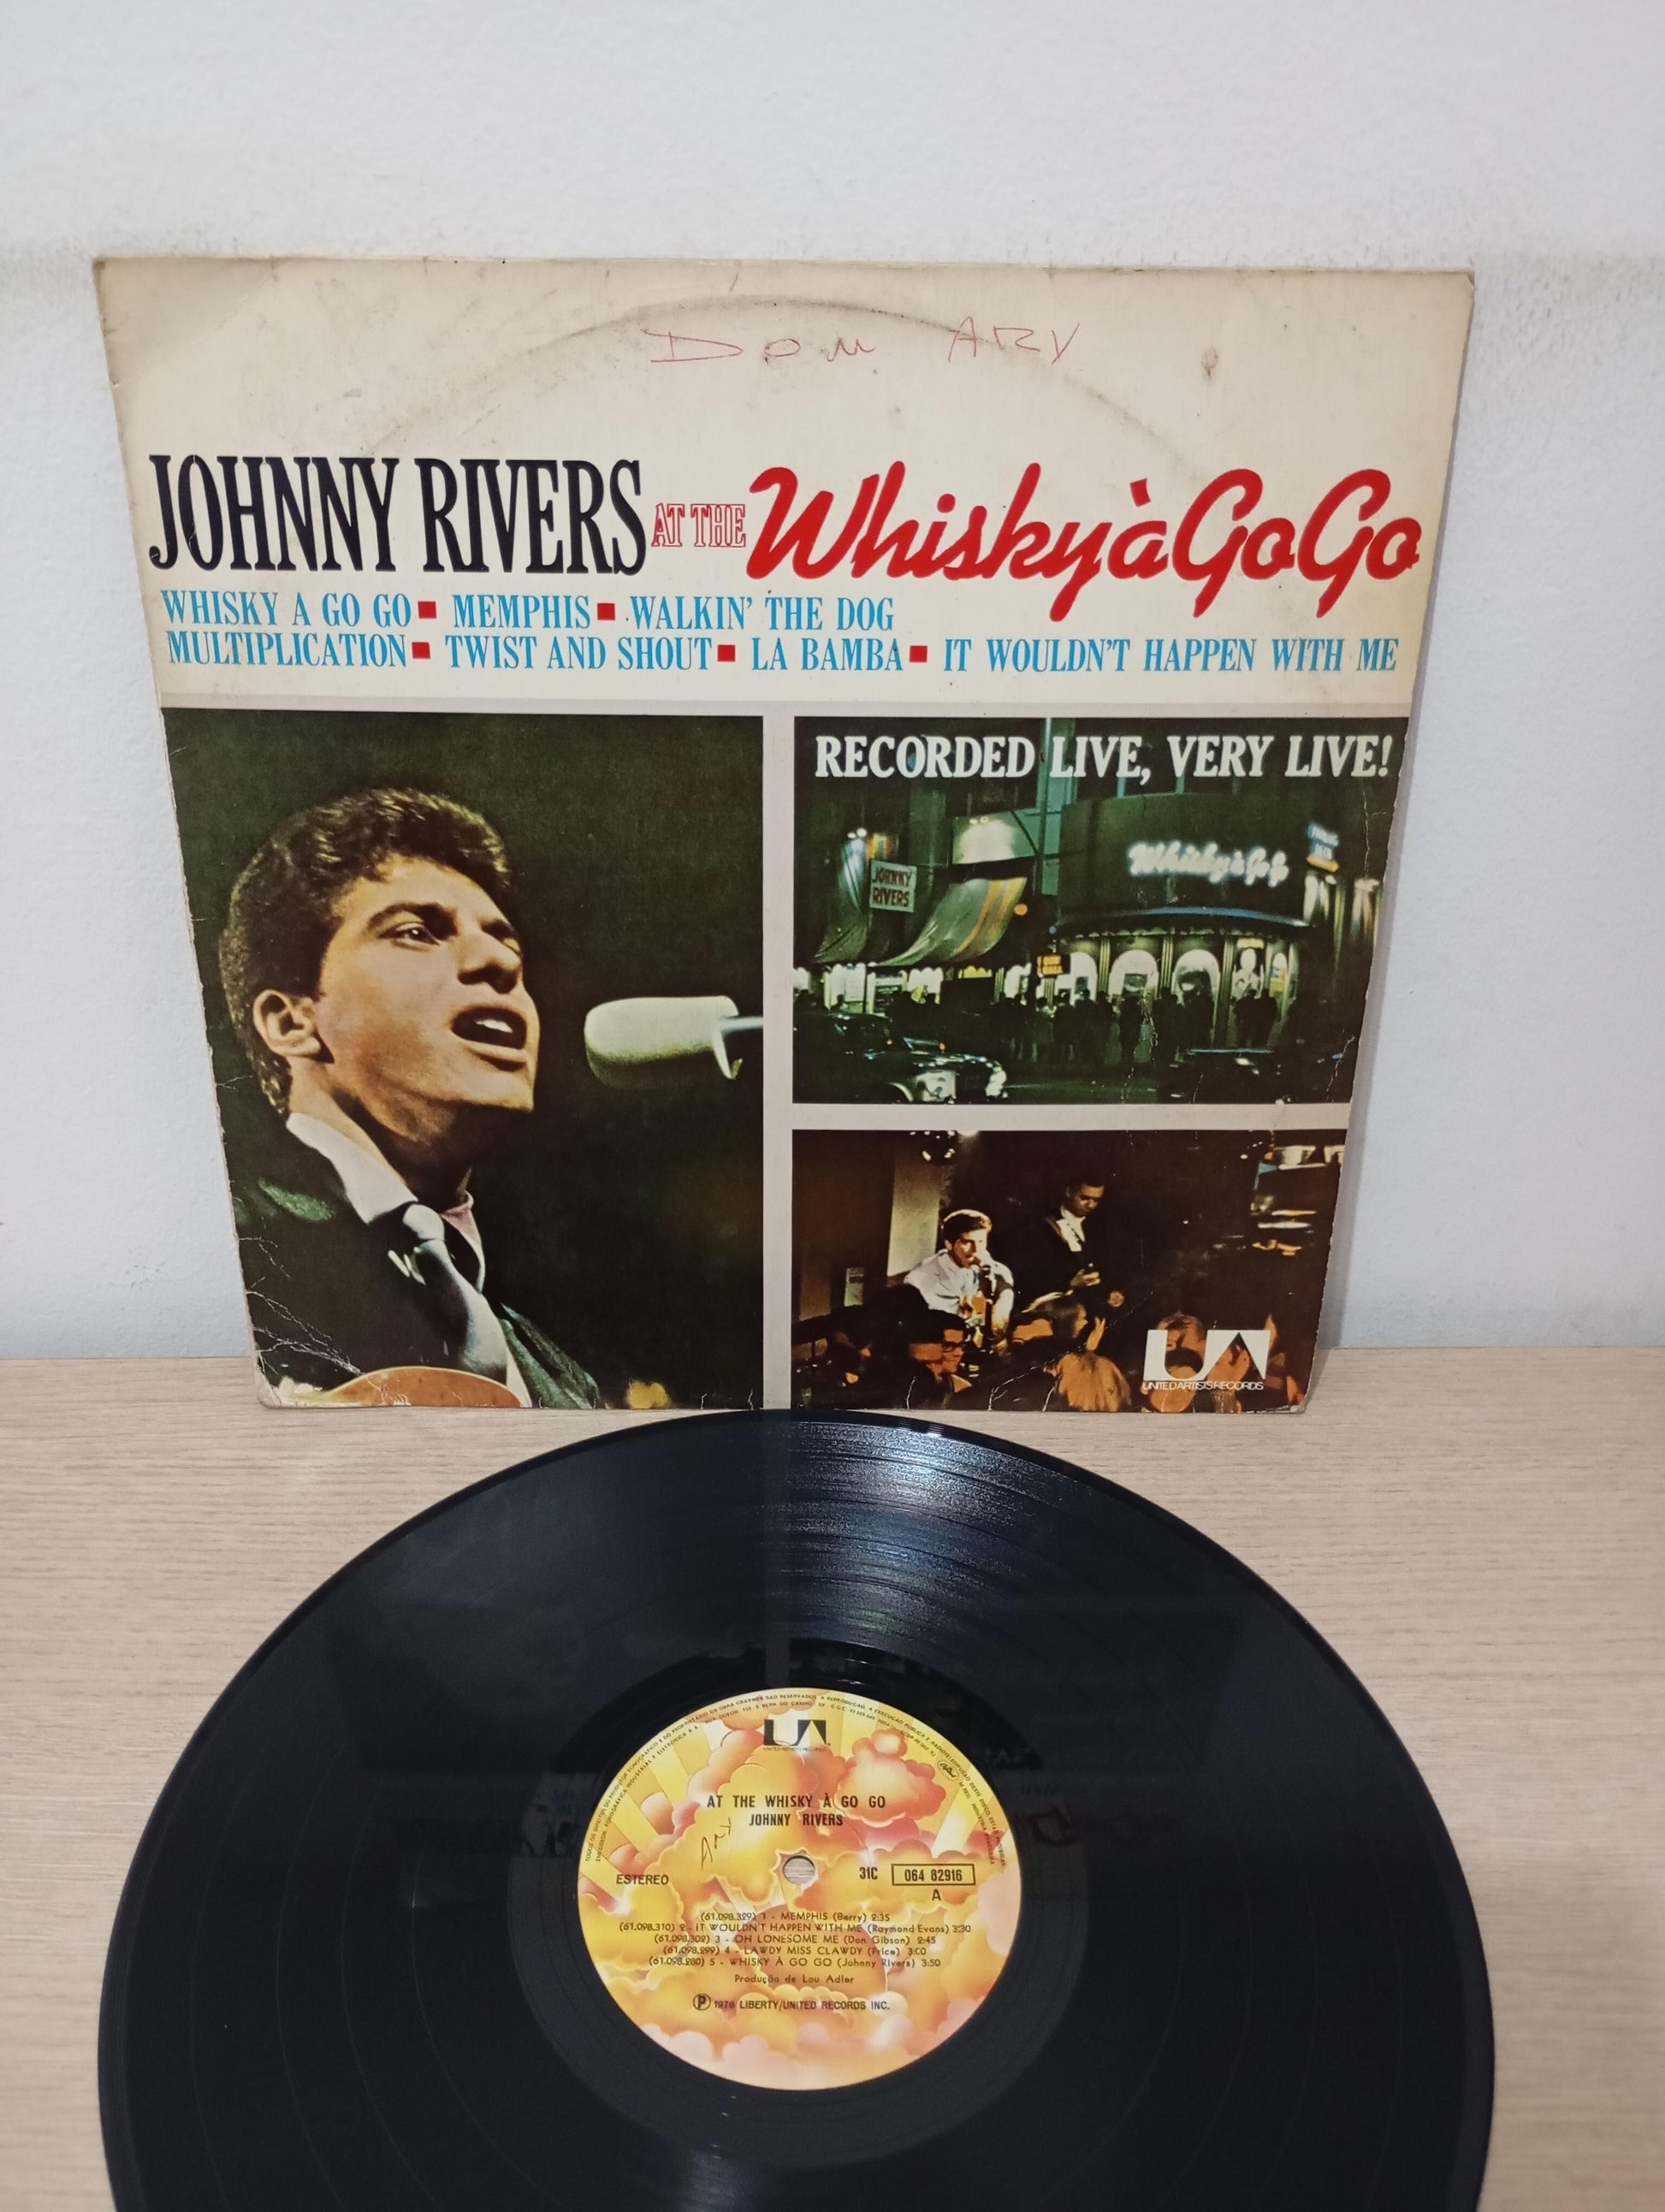 DOM ARY
JOHNNY RIVERS AT THE Whisky à Go Go
WHISKY A GO GO ■ MEMPHIS ■ WALKIN' THE DOG
MULTIPLICATION ■ TWIST AND SHOUT ■ LA BAMBA ■ IT WOULDN'T HAPPEN WITH ME
RECORDED LIVE, VERY LIVE!
Whisky à Go Go
JOHNNY
RIVERS
UA
UNITED ARTISTS RECORDS
UA
UNITED ARTISTS RECORDS
AT THE WHISKY À GO GO
JOHNNY RIVERS
Ary
ESTEREO
31C 064 82916
A
(61.098.329) 1 - MEMPHIS (Berry) 2:35
(61.098.310) 2 - IT WOULDN'T HAPPEN WITH ME (Raymond Evans) 3:30
(61.098.302) 3 - OH LONESOME ME (Don Gibson) 2:45
(61.098.299) 4 - LAWDY MISS CLAWDY (Price) 3:00
(61.098.280) 5 - WHISKY À GO GO (Johnny Rivers) 3:50
Produção de Lou Adler
Ⓟ 1976 LIBERTY/UNITED RECORDS INC.